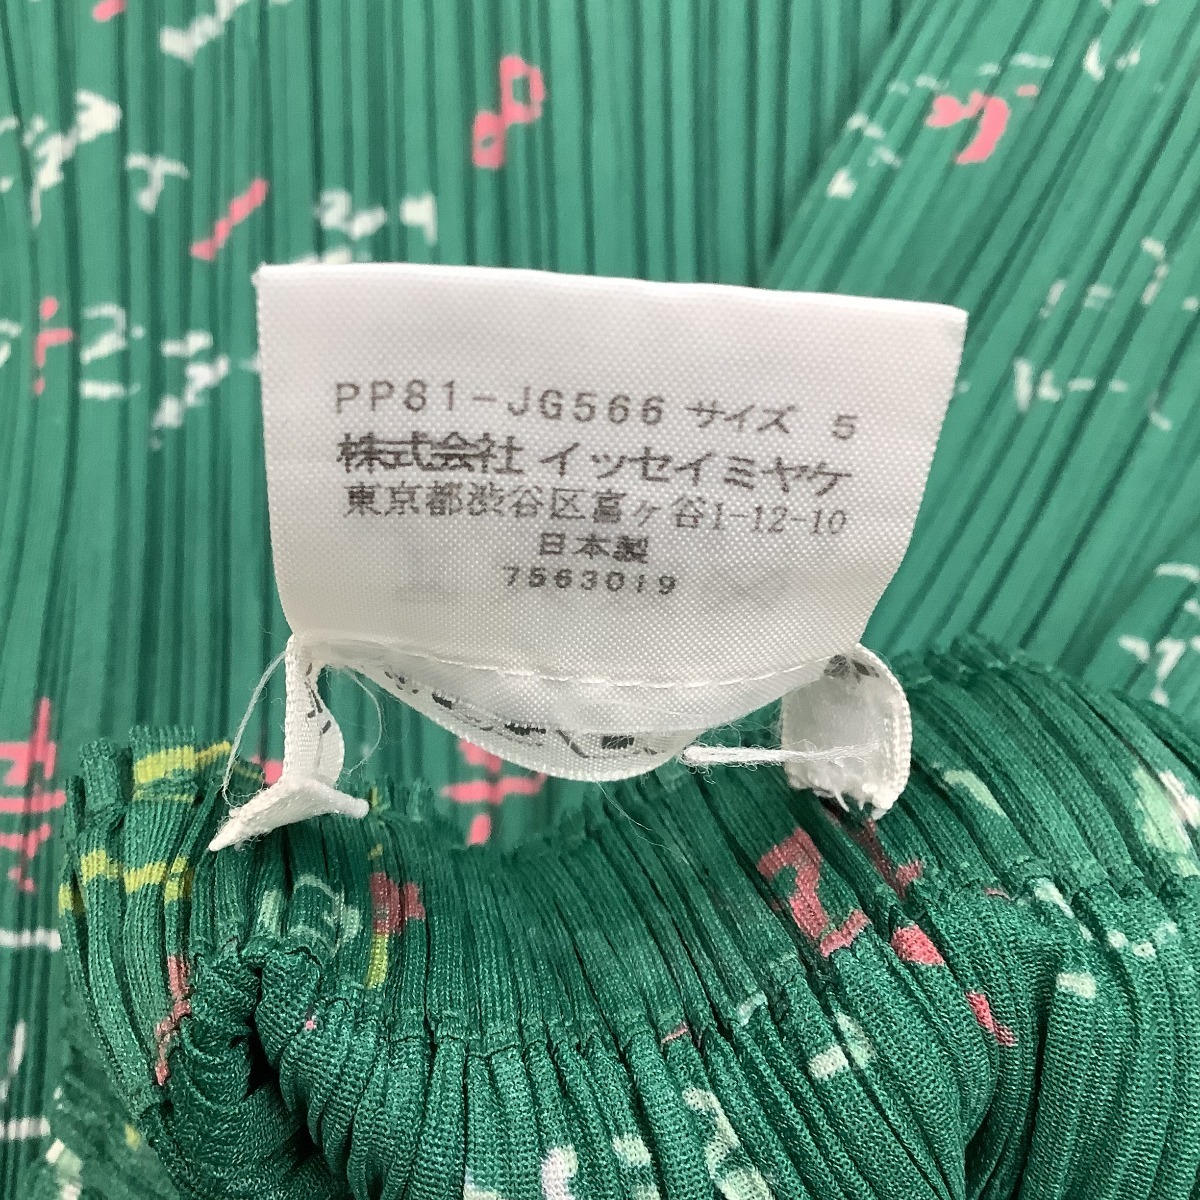 PP81-JG566 サイズ 5
株式会社 イッセイミヤケ
東京都渋谷区富ヶ谷1-12-10
日本製
7563019